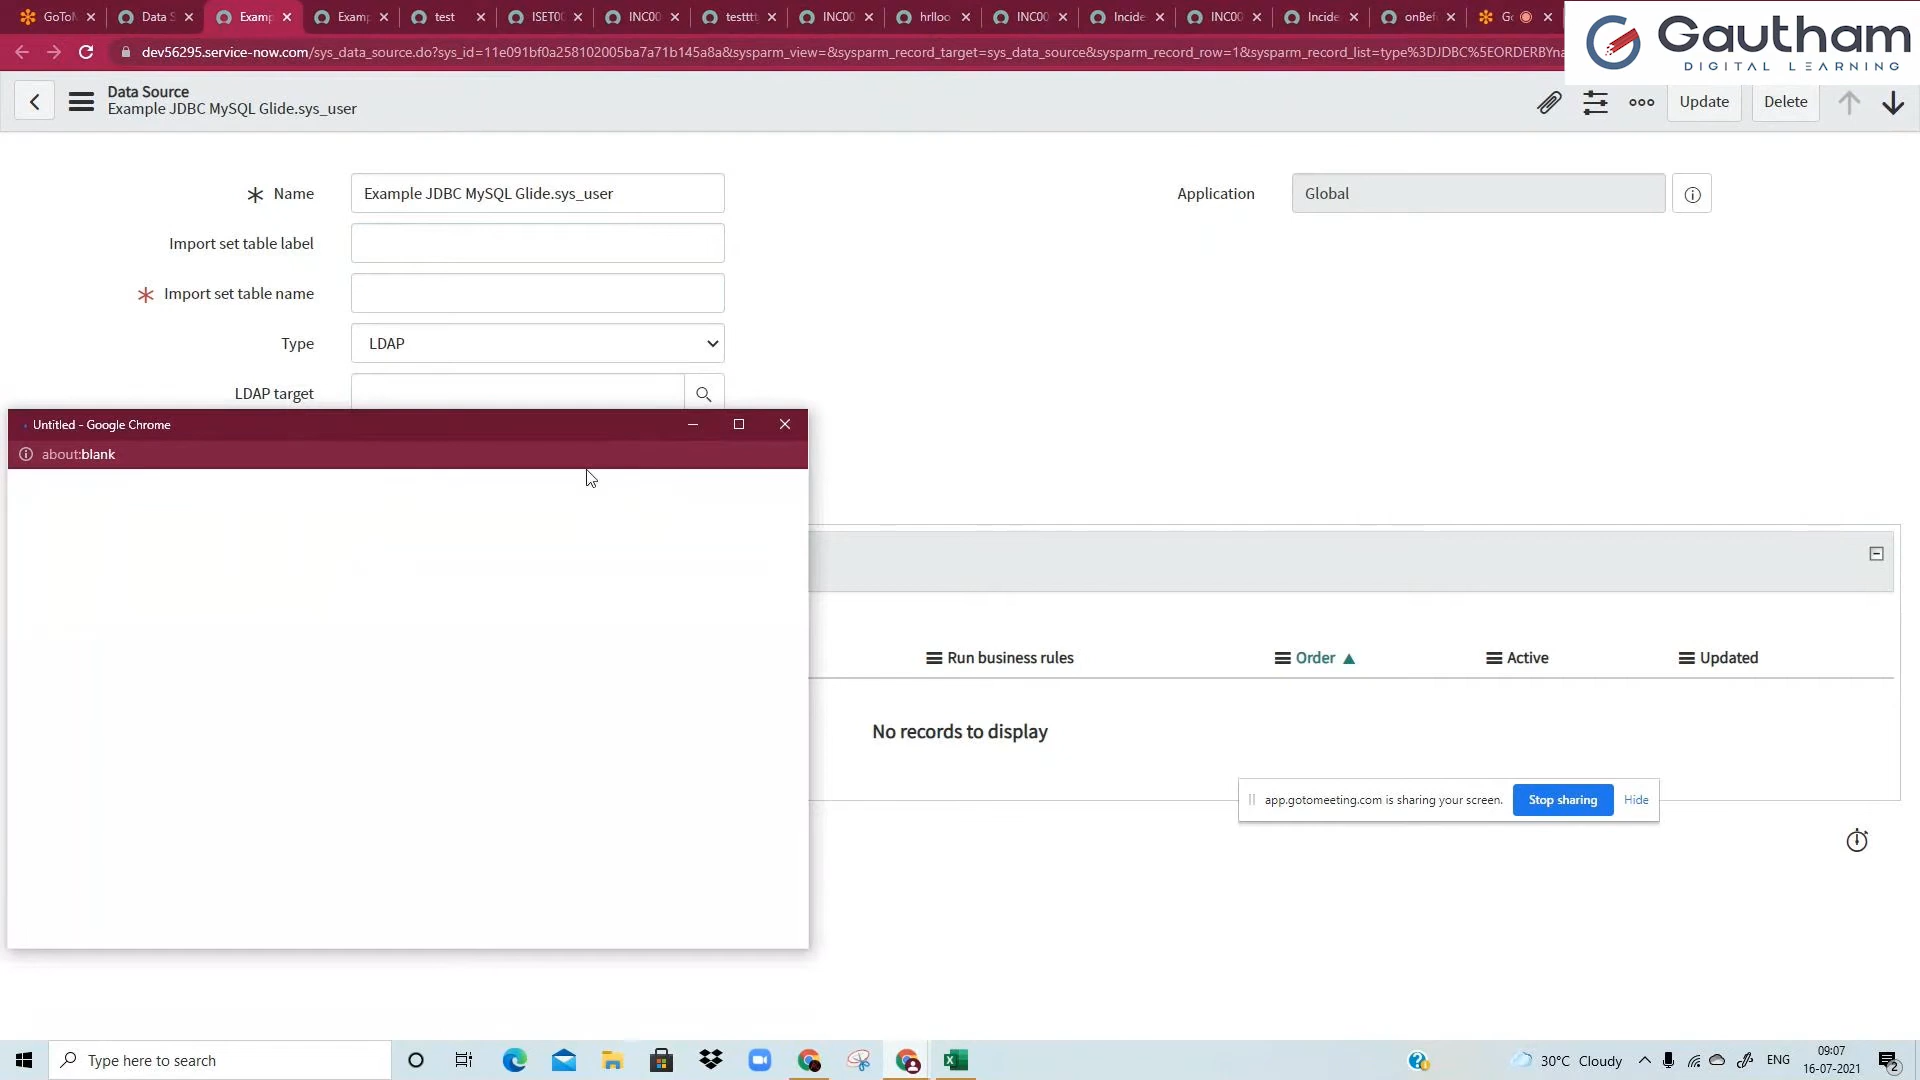 GoToM
Data S
Examp
Examp
test
ISET00
INC00
testttt
INC00
hrlloo
INC00
Incide
INC00
Incide
onBef
Go
Gautham
DIGITAL LEARNING
dev56295.service-now.com/sys_data_source.do?sys_id=11e091bf0a258102005ba7a71b145a8a&sysparm_view=&sysparm_record_target=sys_data_source&sysparm_record_row=1&sysparm_record_list=type%3DJDBC%5EORDERBYna
Data Source
Example JDBC MySQL Glide.sys_user
Update
Delete
Name
Example JDBC MySQL Glide.sys_user
Application
Global
Import set table label
Import set table name
Type
LDAP
LDAP target
Untitled - Google Chrome
about:blank
Run business rules
Order
Active
Updated
No records to display
app.gotomeeting.com is sharing your screen.
Stop sharing
Hide
Type here to search
30°C Cloudy
ENG
09:07
16-07-2021
2